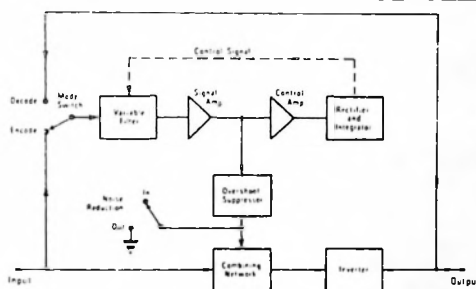 Control Signal
Decode
Mode
Switch
Encode
Variable
Filter
Signal
Amp
Control
Amp
Rectifier
and
Integrator
Overshoot
Suppressor
Noise
Reduction
In
Out
Input
Combining
Network
Inverter
Output